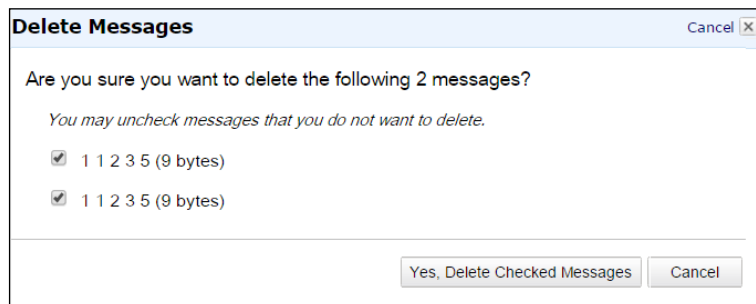 Delete Messages Cancel
Are you sure you want to delete the following 2 messages?
You may uncheck messages that you do not want to delete.
1 1 2 3 5 (9 bytes)
1 1 2 3 5 (9 bytes)
Yes, Delete Checked Messages Cancel